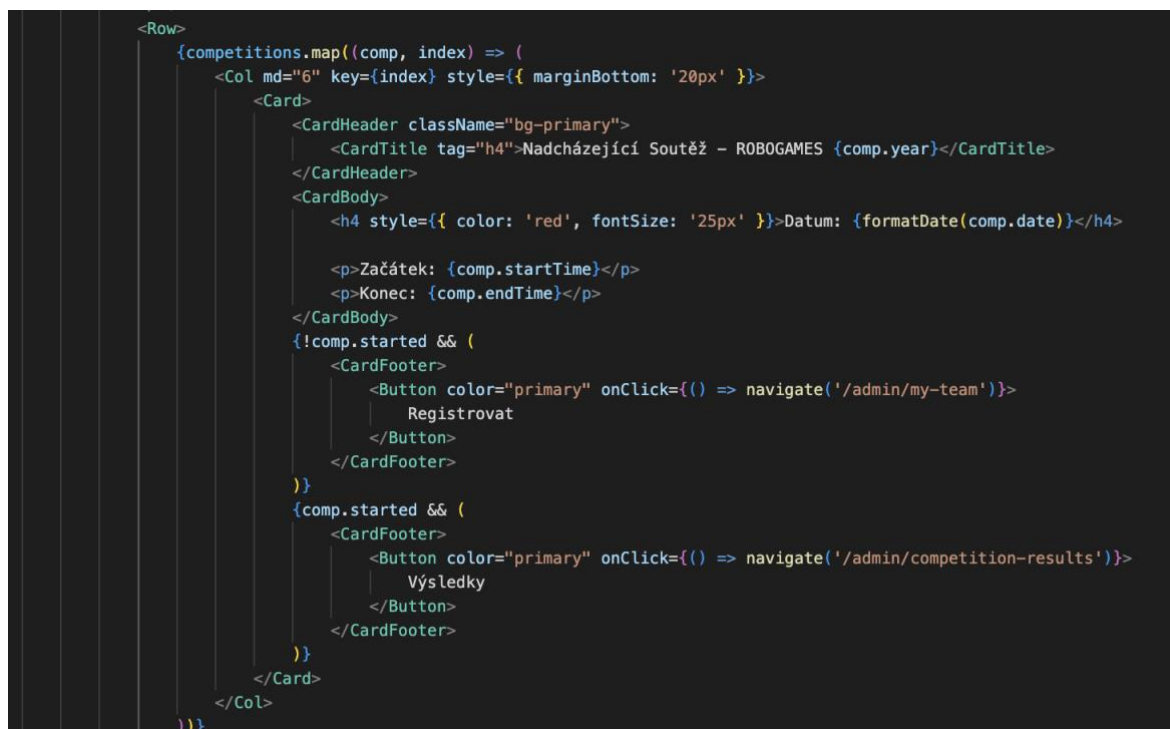 <Row>
{competitions.map((comp, index) => (
<Col md="6" key={index} style={{ marginBottom: '20px' }}>
<Card>
<CardHeader className="bg-primary">
<CardTitle tag="h4">Nadcházející Soutěž – ROBOGAMES {comp.year}</CardTitle>
</CardHeader>
<CardBody>
<h4 style={{ color: 'red', fontSize: '25px' }}>Datum: {formatDate(comp.date)}</h4>
<p>Začátek: {comp.startTime}</p>
<p>Konec: {comp.endTime}</p>
</CardBody>
{!comp.started && (
<CardFooter>
<Button color="primary" onClick={() => navigate('/admin/my-team')}>
Registrovat
</Button>
</CardFooter>
)}
{comp.started && (
<CardFooter>
<Button color="primary" onClick={() => navigate('/admin/competition-results')}>
Výsledky
</Button>
</CardFooter>
)}
</Card>
</Col>
))}